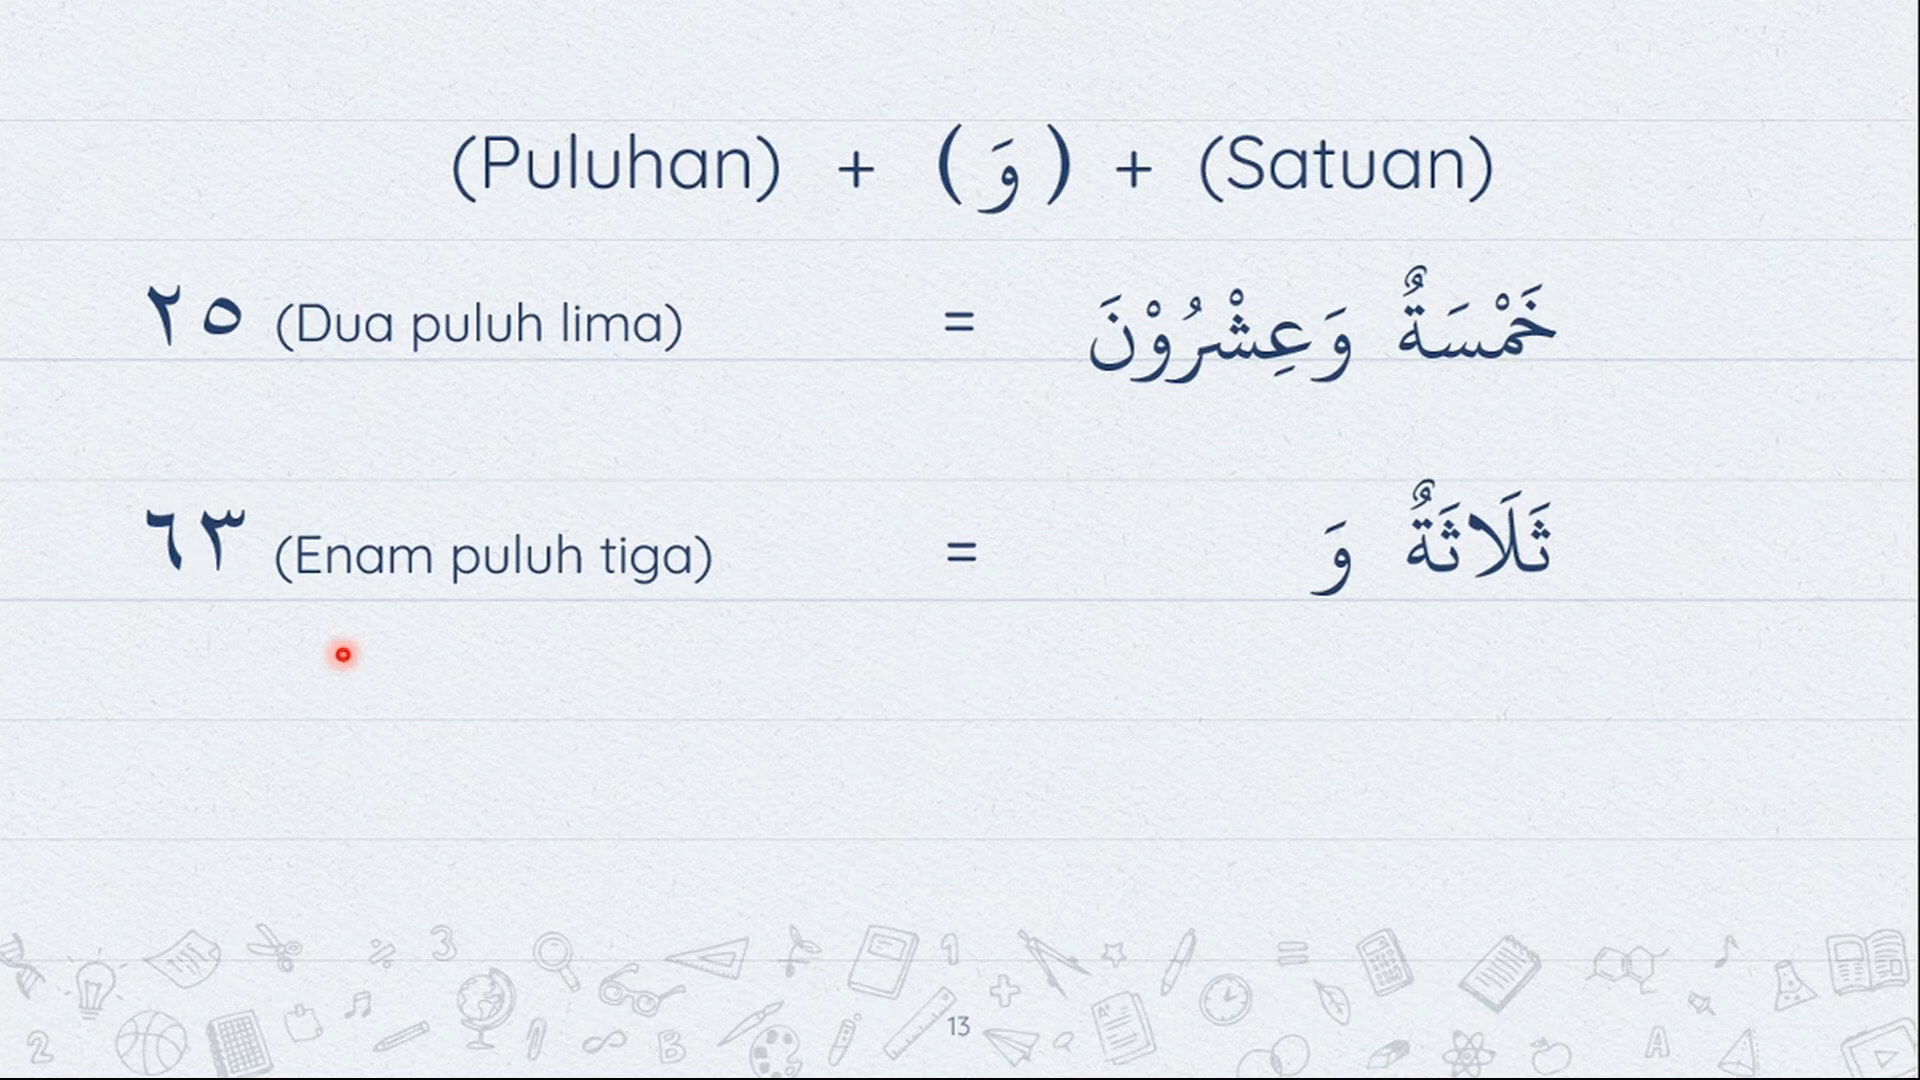 (Puluhan) + (وَ) + (Satuan)
٢٥ (Dua puluh lima) = خَمْسَةٌ وَعِشْرُوْنَ
٦٣ (Enam puluh tiga) = ثَلَاثَةٌ وَ
13